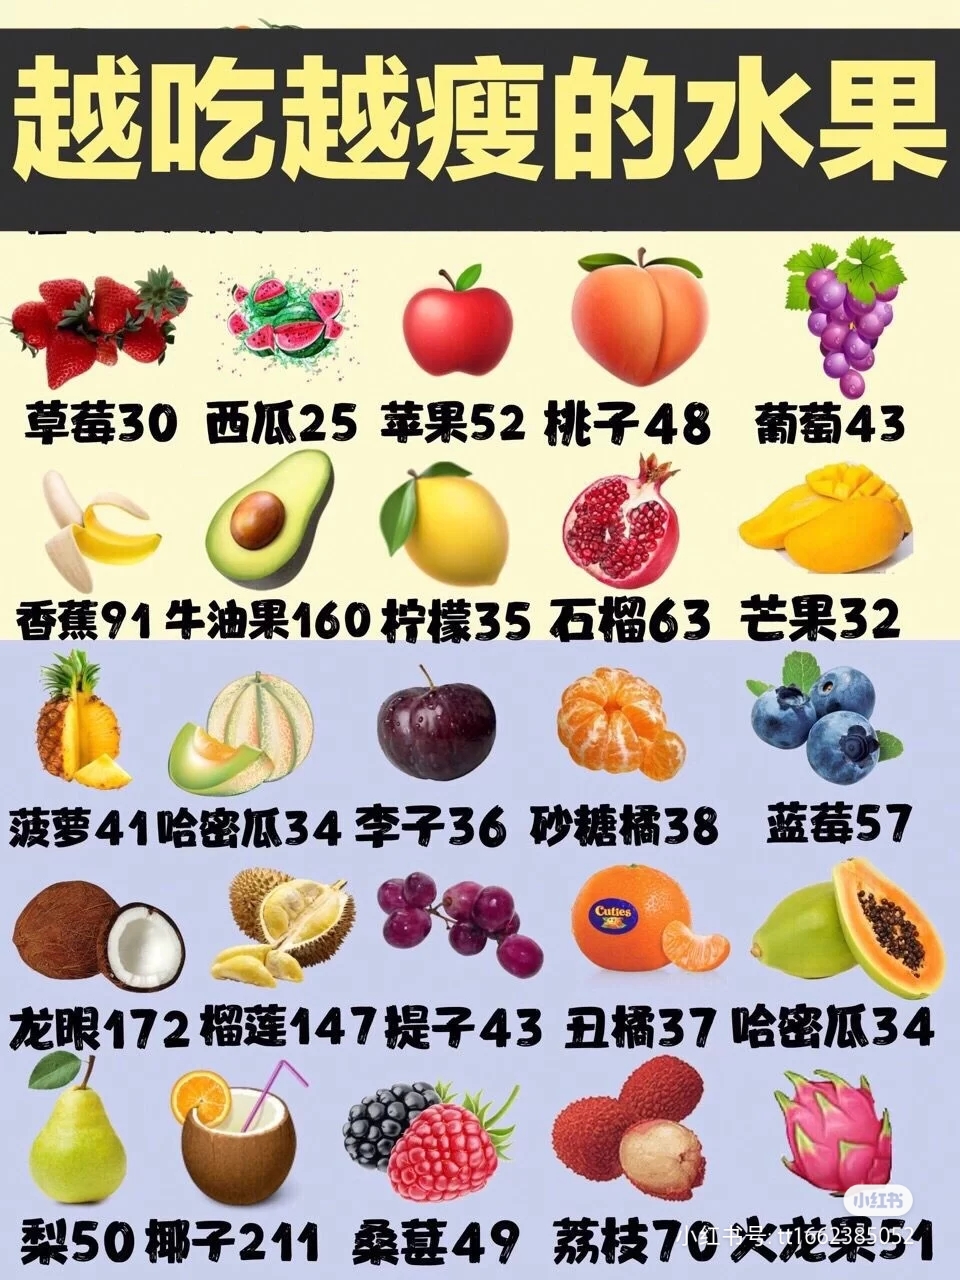 越吃越瘦的水果
草莓30 西瓜25 苹果52 桃子48 葡萄43
香蕉91 牛油果160 柠檬35 石榴63 芒果32
菠萝41 哈密瓜34 李子36 砂糖橘38 蓝莓57
Cuties
龙眼172 榴莲147 提子43 丑橘37 哈密瓜34
小红书
梨50 椰子211 桑葚49 荔枝70 火龙果31
小红书号: tt1662385052